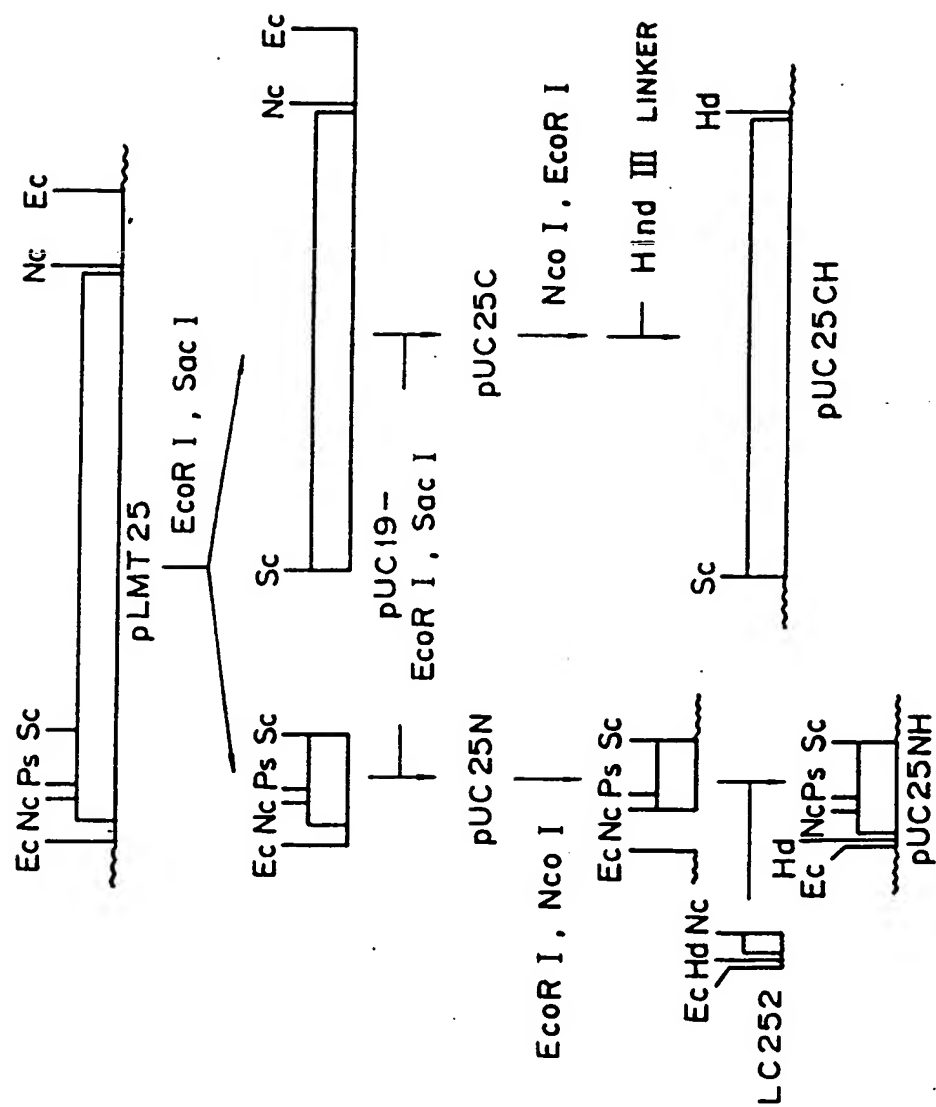 Ec Nc Ps Sc Nc Ec
pLMT25
EcoR I, Sac I
Ec Nc Ps Sc
Sc Nc Ec
pUC19-
EcoR I, Sac I
pUC25N
pUC25C
EcoR I, Nco I
Nco I, EcoR I
Hind III LINKER
Ec Hd Nc
LC252
Ec Nc Ps Sc
Ec Hd Nc Ps Sc
pUC25NH
Sc Hd
pUC25CH